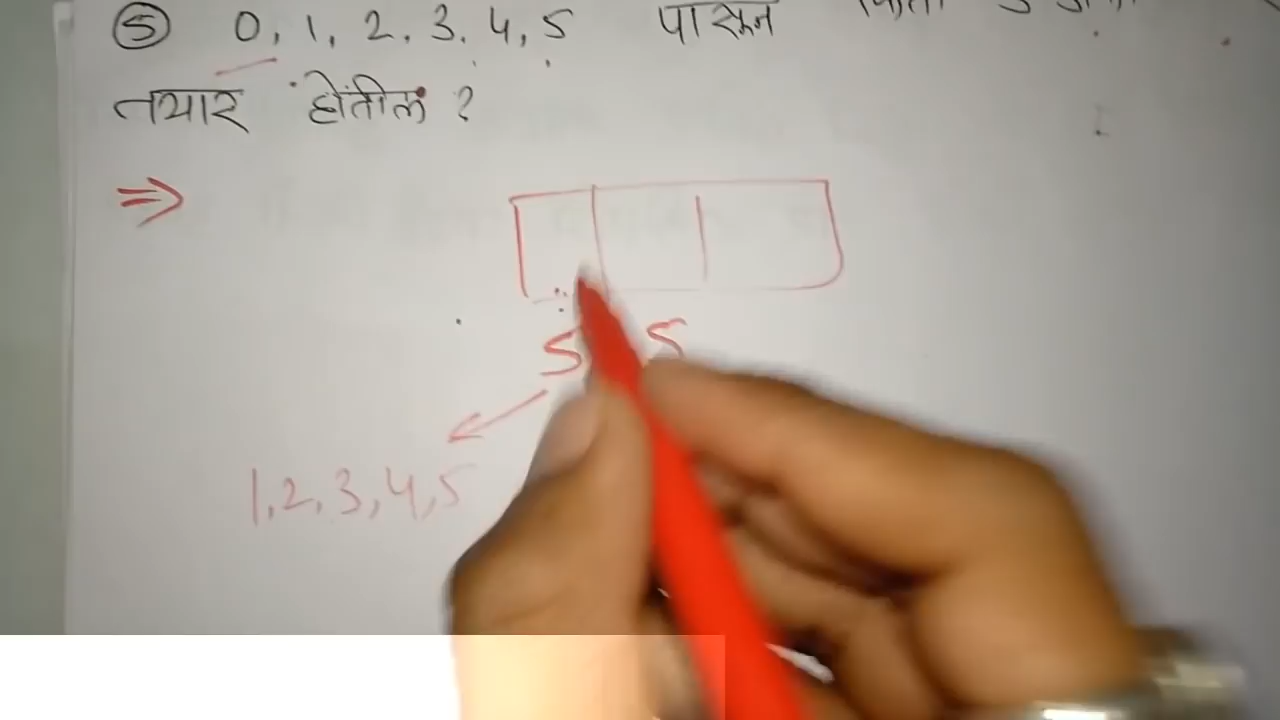 ⑤ 0, 1, 2, 3, 4, 5 पासून
तयार होतील ?
⇒
5 5
1, 2, 3, 4, 5